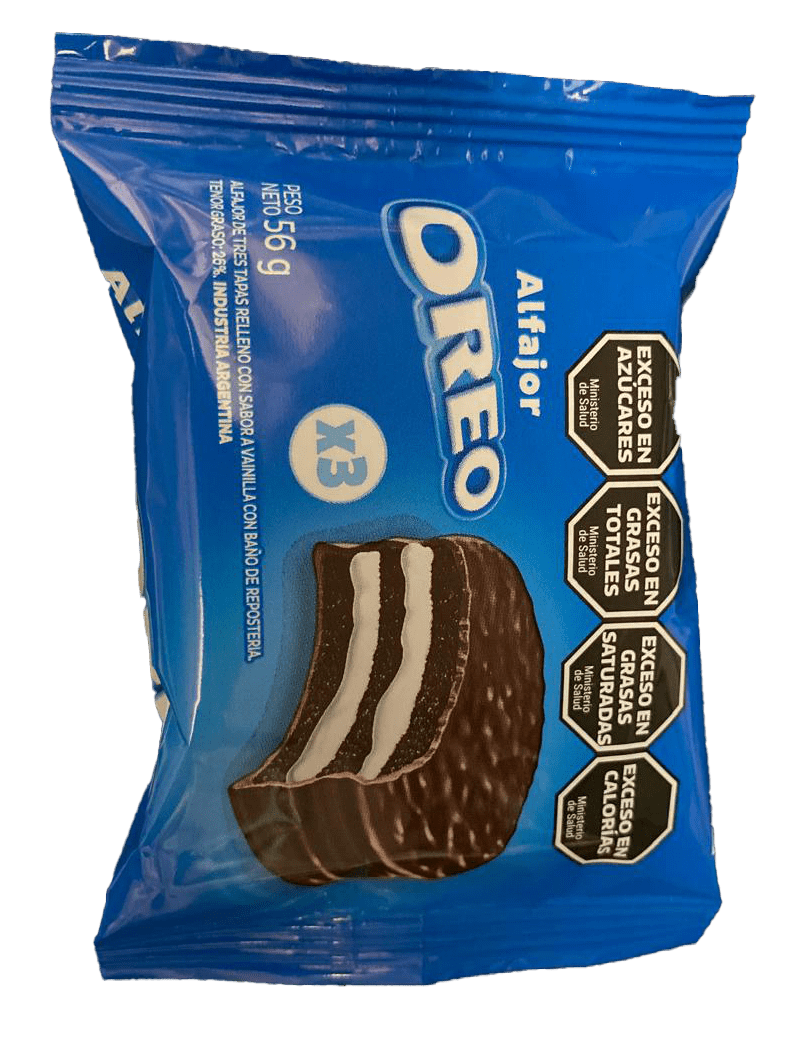 EXCESO EN
AZÚCARES
Ministerio
de Salud
EXCESO EN
GRASAS
TOTALES
Ministerio
de Salud
EXCESO EN
GRASAS
SATURADAS
Ministerio
de Salud
EXCESO EN
CALORÍAS
Ministerio
de Salud
Alfajor
OREO
X3
PESO
NETO 56 g
ALFAJOR DE TRES TAPAS RELLENO CON SABOR A VAINILLA CON BAÑO DE REPOSTERIA.
TENOR GRASO: 26%. INDUSTRIA ARGENTINA